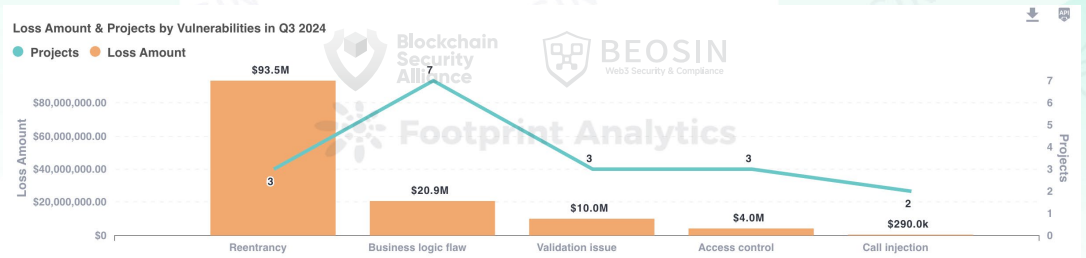 Loss Amount & Projects by Vulnerabilities in Q3 2024
API
Projects Loss Amount
Blockchain
Security
Alliance
BEOSIN
Web3 Security & Compliance
Footprint Analytics
Loss Amount
$80,000,000.00
$60,000,000.00
$40,000,000.00
$20,000,000.00
$0
$93.5M
$20.9M
$10.0M
$4.0M
$290.0k
3
7
3
3
2
7
6
5
4
3
2
1
0
Projects
Reentrancy
Business logic flaw
Validation issue
Access control
Call injection